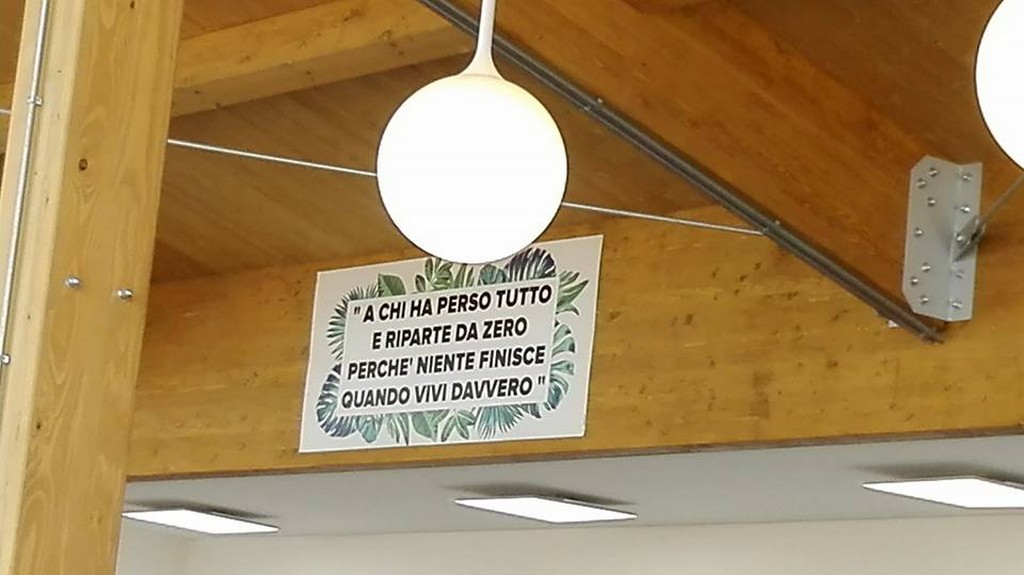 " A CHI HA PERSO TUTTO
E RIPARTE DA ZERO
PERCHE' NIENTE FINISCE
QUANDO VIVI DAVVERO "